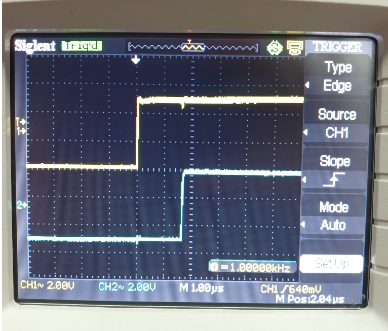 Siglent Trig'd TRIGGER
Type
Edge
Source
CH1
Slope
Mode
Auto
Set Up
= 1.00000kHz
CH1~ 2.00V CH2~ 2.00V M 1.00µs CH1 640mV
M Pos:2.04µs